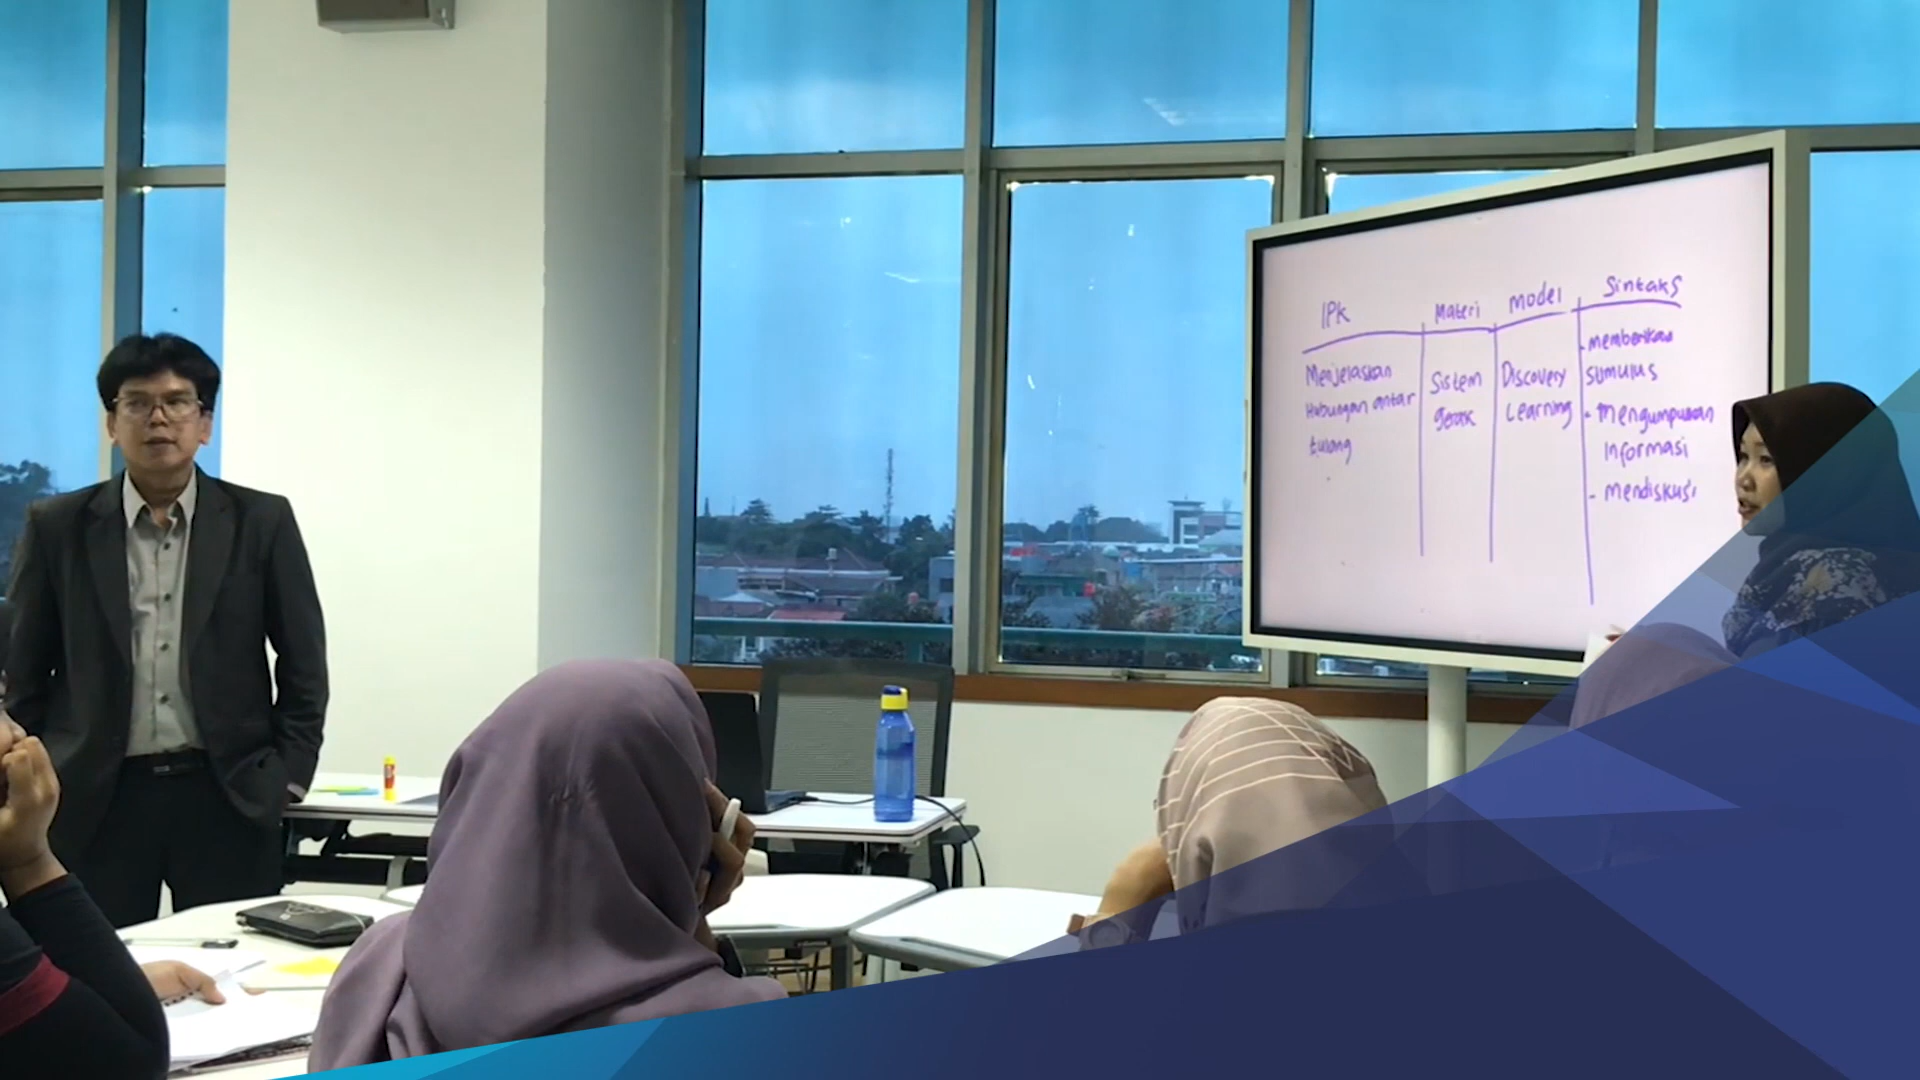 IPK Materi Model Sintaks
Menjelaskan
Hubungan antar
tulang
Sistem
gerak
Discovery
Learning
- memberikan
stimulus
- Mengumpulkan
Informasi
- Mendiskusi